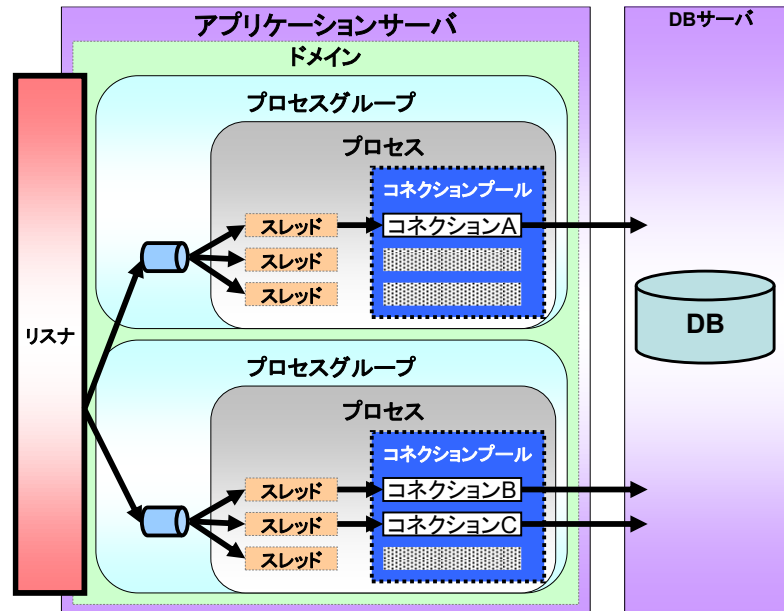 アプリケーションサーバ
DBサーバ
ドメイン
プロセスグループ
プロセス
コネクションプール
スレッド
コネクションA
スレッド
スレッド
リスナ
DB
プロセスグループ
プロセス
コネクションプール
スレッド
コネクションB
スレッド
コネクションC
スレッド